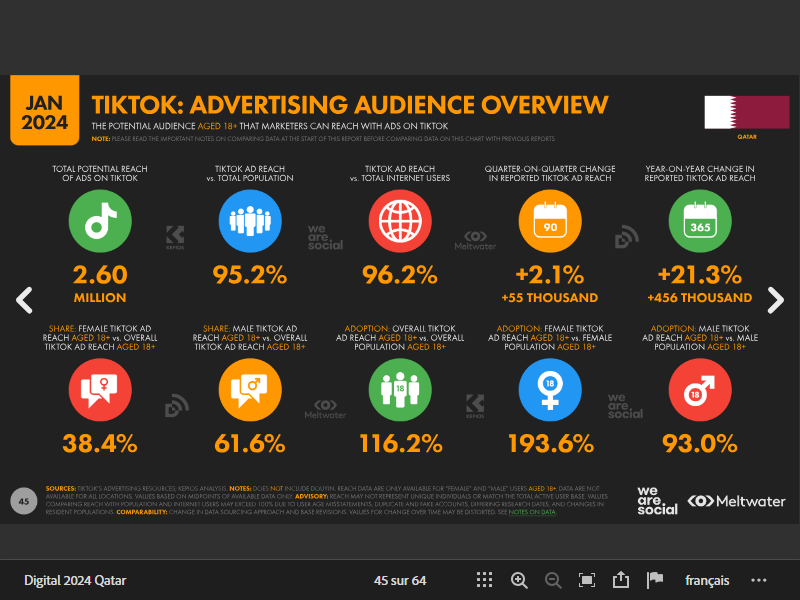 JAN
2024
TIKTOK: ADVERTISING AUDIENCE OVERVIEW
THE POTENTIAL AUDIENCE AGED 18+ THAT MARKETERS CAN REACH WITH ADS ON TIKTOK
NOTE: PLEASE READ THE IMPORTANT NOTES ON COMPARING DATA AT THE START OF THIS REPORT BEFORE COMPARING DATA ON THIS CHART WITH PREVIOUS REPORTS
QATAR
TOTAL POTENTIAL REACH
OF ADS ON TIKTOK
2.60
MILLION
TIKTOK AD REACH
vs. TOTAL POPULATION
95.2%
TIKTOK AD REACH
vs. TOTAL INTERNET USERS
96.2%
QUARTER-ON-QUARTER CHANGE
IN REPORTED TIKTOK AD REACH
90
+2.1%
+55 THOUSAND
YEAR-ON-YEAR CHANGE IN
REPORTED TIKTOK AD REACH
365
+21.3%
+456 THOUSAND
KEPIOS
we
are.
social
Meltwater
SHARE: FEMALE TIKTOK AD
REACH AGED 18+ vs. OVERALL
TIKTOK AD REACH AGED 18+
38.4%
SHARE: MALE TIKTOK AD
REACH AGED 18+ vs. OVERALL
TIKTOK AD REACH AGED 18+
61.6%
ADOPTION: OVERALL TIKTOK
AD REACH AGED 18+ vs. OVERALL
POPULATION AGED 18+
18
116.2%
ADOPTION: FEMALE TIKTOK
AD REACH AGED 18+ vs. FEMALE
POPULATION AGED 18+
18
193.6%
ADOPTION: MALE TIKTOK
AD REACH AGED 18+ vs. MALE
POPULATION AGED 18+
18
93.0%
Meltwater
KEPIOS
we
are.
social
45
SOURCES: TIKTOK'S ADVERTISING RESOURCES; KEPIOS ANALYSIS. NOTES: DOES NOT INCLUDE DOUYIN. REACH DATA ARE ONLY AVAILABLE FOR "FEMALE" AND "MALE" USERS AGED 18+. DATA ARE NOT
AVAILABLE FOR ALL LOCATIONS. VALUES BASED ON MIDPOINTS OF AVAILABLE DATA ONLY. ADVISORY: REACH MAY NOT REPRESENT UNIQUE INDIVIDUALS OR MATCH THE TOTAL ACTIVE USER BASE. VALUES
COMPARING REACH WITH POPULATION AND INTERNET USERS MAY EXCEED 100% DUE TO USER AGE MISSTATEMENTS, DUPLICATE AND FAKE ACCOUNTS, DIFFERING RESEARCH DATES, AND CHANGES IN
RESIDENT POPULATIONS. COMPARABILITY: CHANGE IN DATA SOURCING APPROACH AND BASE REVISIONS. VALUES FOR CHANGE OVER TIME MAY BE DISTORTED. SEE NOTES ON DATA.
we
are.
social
Meltwater
Digital 2024 Qatar
45 sur 64
français